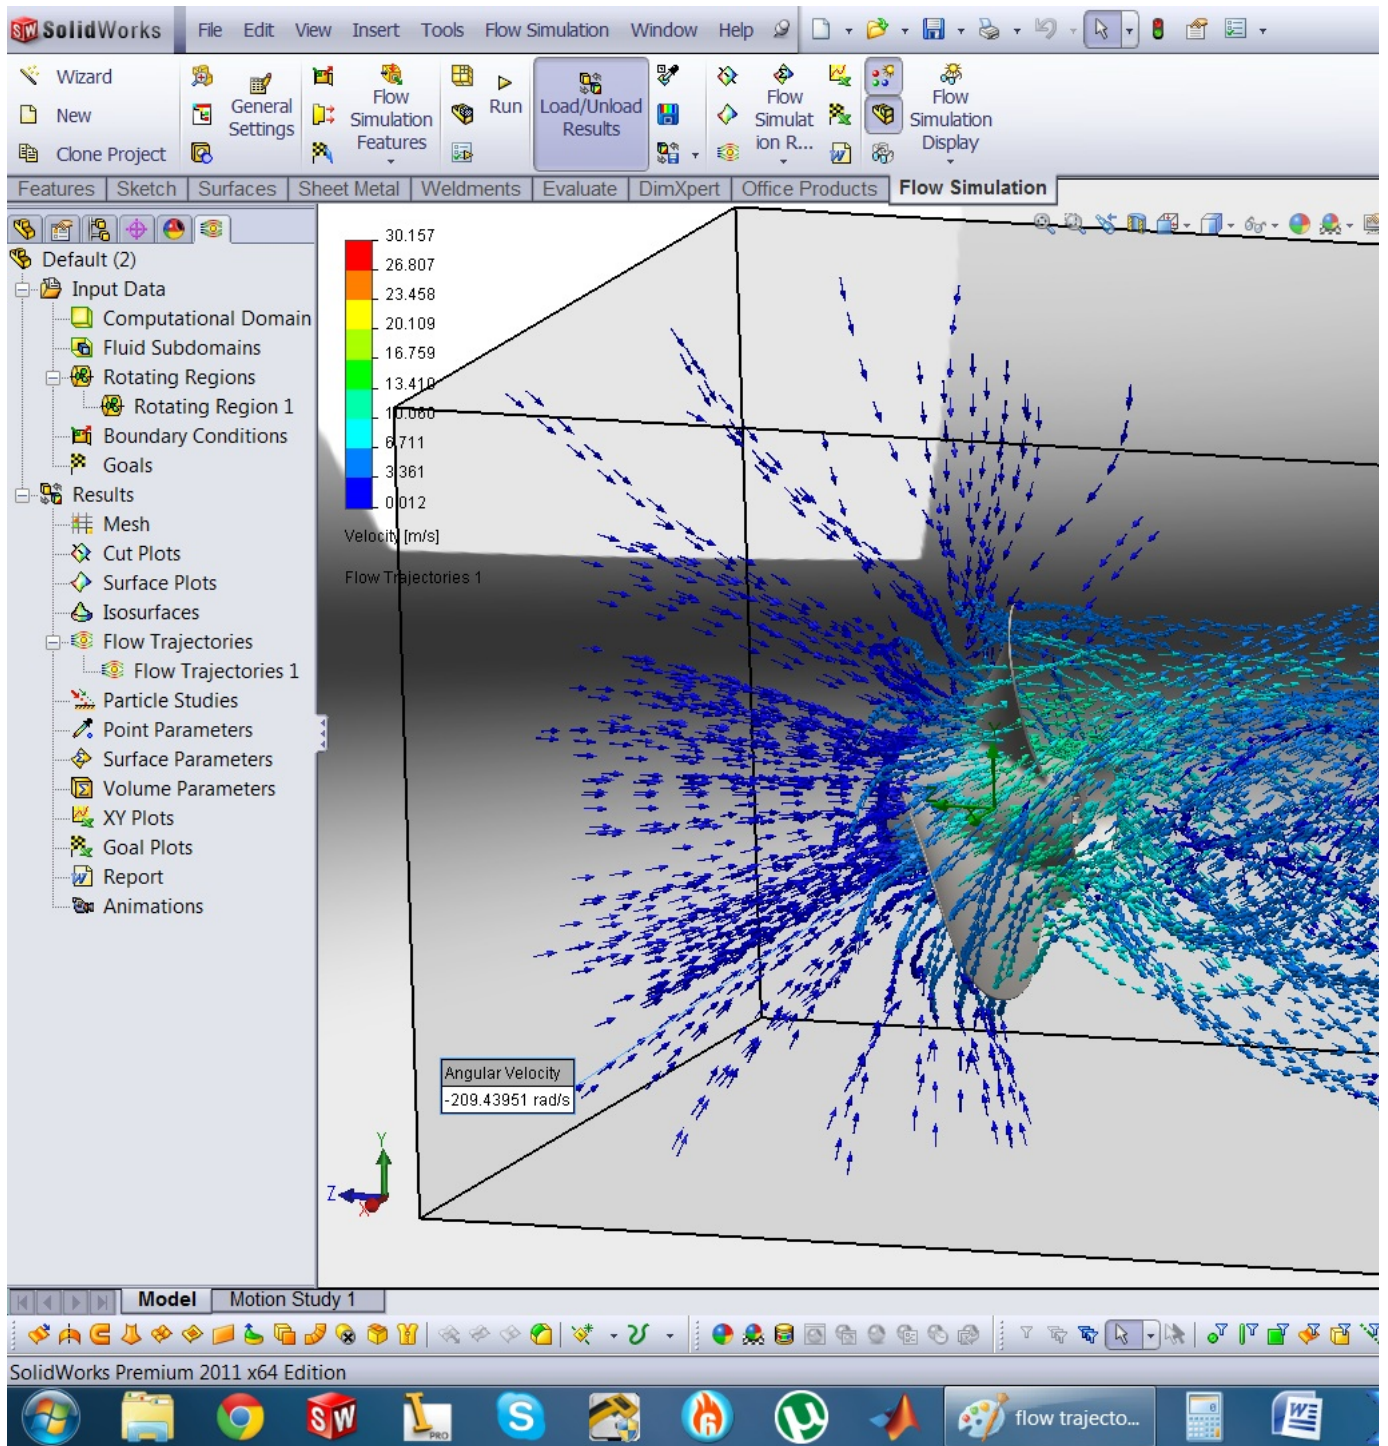 SolidWorks File Edit View Insert Tools Flow Simulation Window Help
Wizard
New
Clone Project
General
Settings
Flow
Simulation
Features
Run
Load/Unload
Results
Flow
Simulat
ion R...
Flow
Simulation
Display
Features Sketch Surfaces Sheet Metal Weldments Evaluate DimXpert Office Products Flow Simulation
Default (2)
Input Data
Computational Domain
Fluid Subdomains
Rotating Regions
Rotating Region 1
Boundary Conditions
Goals
Results
Mesh
Cut Plots
Surface Plots
Isosurfaces
Flow Trajectories
Flow Trajectories 1
Particle Studies
Point Parameters
Surface Parameters
Volume Parameters
XY Plots
Goal Plots
Report
Animations
30.157
26.807
23.458
20.109
16.759
13.410
10.060
6.711
3.361
0.012
Velocity [m/s]
Flow Trajectories 1
Angular Velocity
-209.43951 rad/s
Y
Z
X
Model Motion Study 1
SolidWorks Premium 2011 x64 Edition
SW
PRO
flow trajecto...